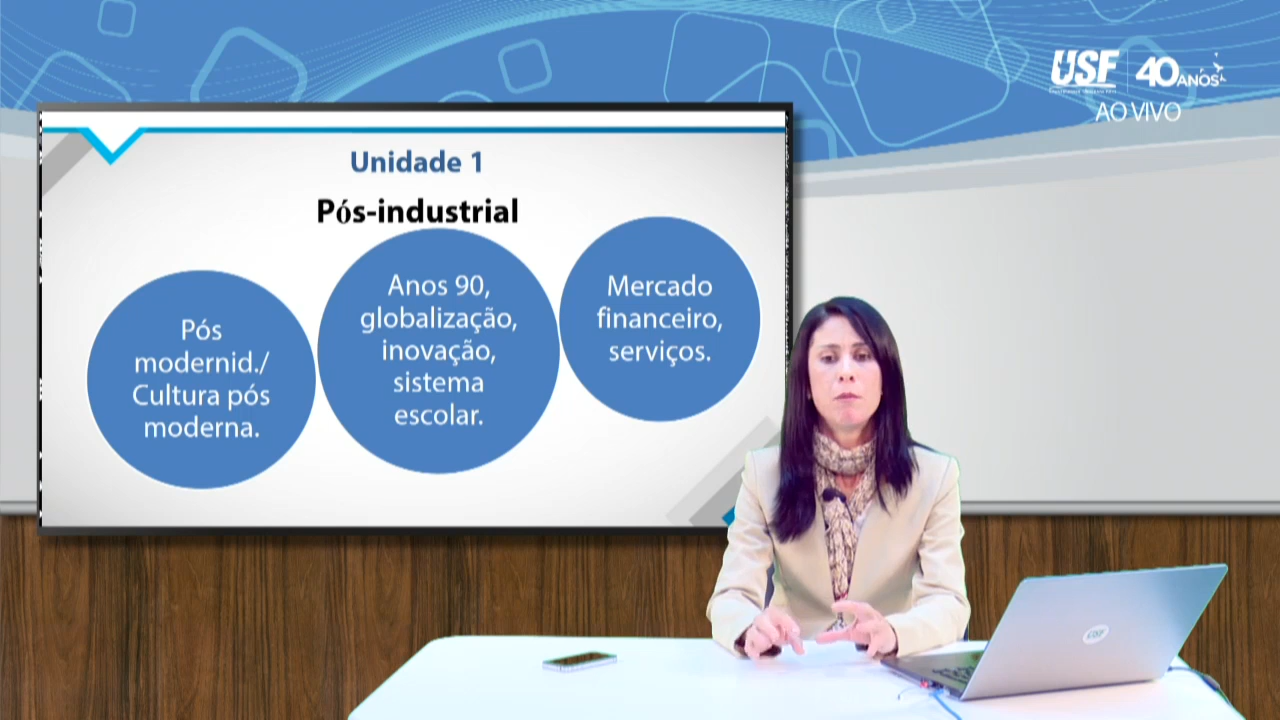 USF 40 ANOS
AO VIVO
Unidade 1
Pós-industrial
Pós
modernid./
Cultura pós
moderna.
Anos 90,
globalização,
inovação,
sistema
escolar.
Mercado
financeiro,
serviços.
USF